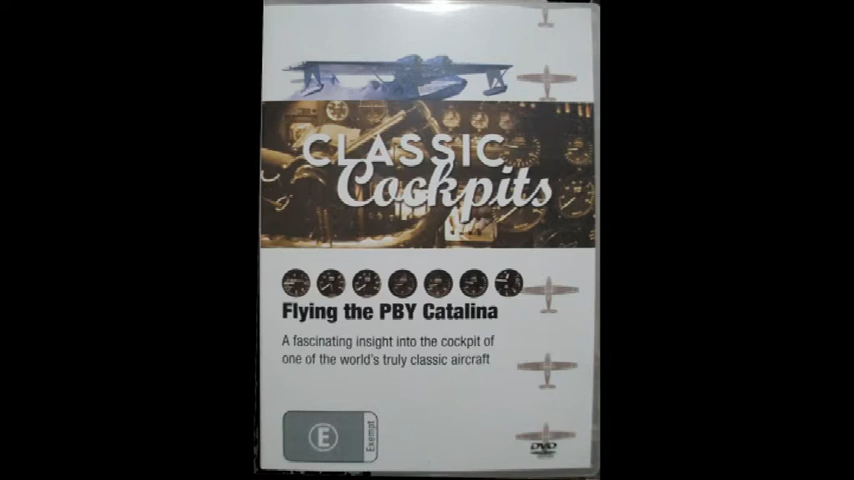 CLASSIC
Cockpits
Flying the PBY Catalina
A fascinating insight into the cockpit of
one of the world's truly classic aircraft
E
Exempt
DVD